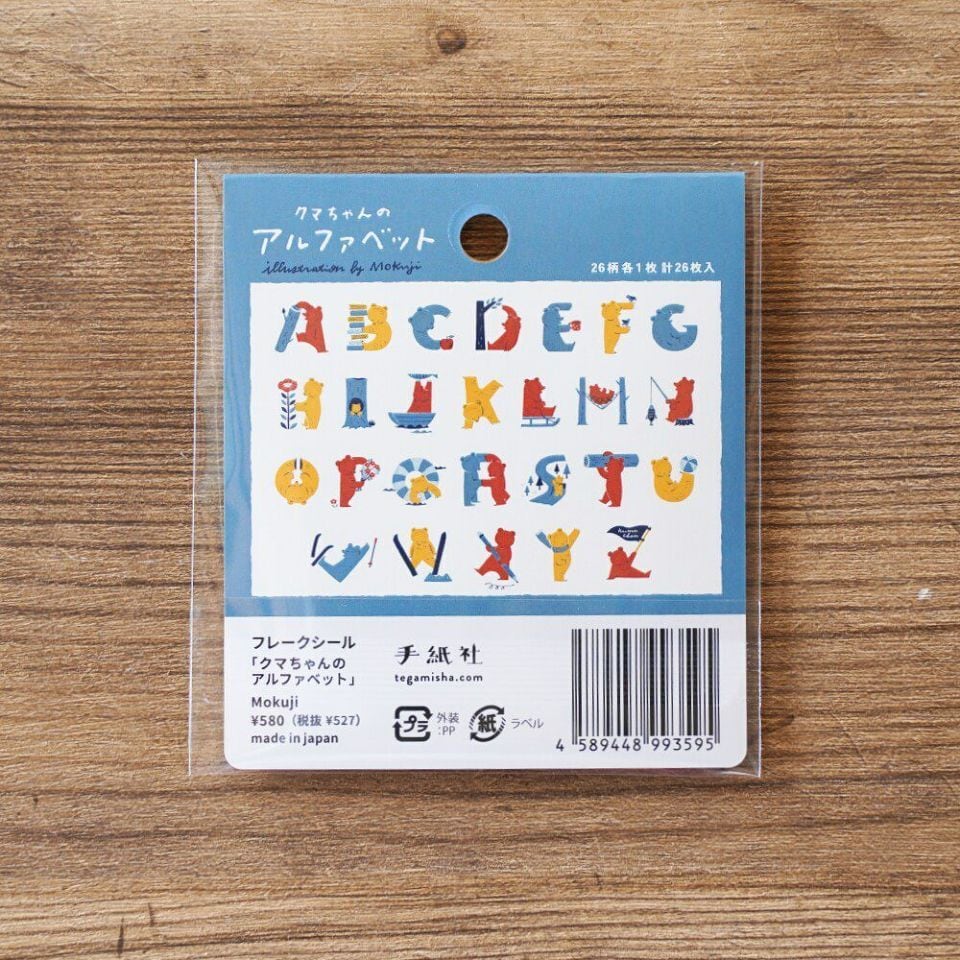 クマちゃんの
アルファベット
illustration by Mokuji
26柄各1枚 計26枚入
A B C D E F G
H I J K L M N
O P Q R S T U
V W X Y Z
Kuma
Chan
フレークシール
「クマちゃんの
アルファベット」
Mokuji
¥580（税抜 ¥527）
made in japan
手紙社
tegamisha.com
プラ 外装
:PP
紙 ラベル
4 589448 993595